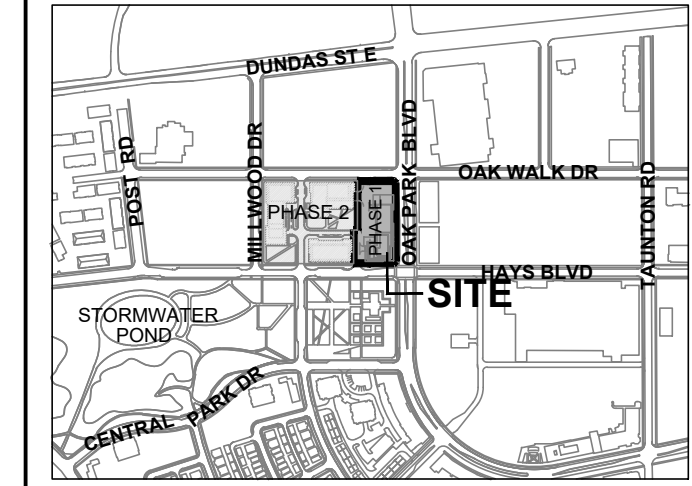 DUNDAS ST E
POST RD
MILLWOOD DR
OAK PARK BLVD
OAK WALK DR
TAUNTON RD
PHASE 2
PHASE 1
HAYS BLVD
SITE
STORMWATER
POND
CENTRAL PARK DR